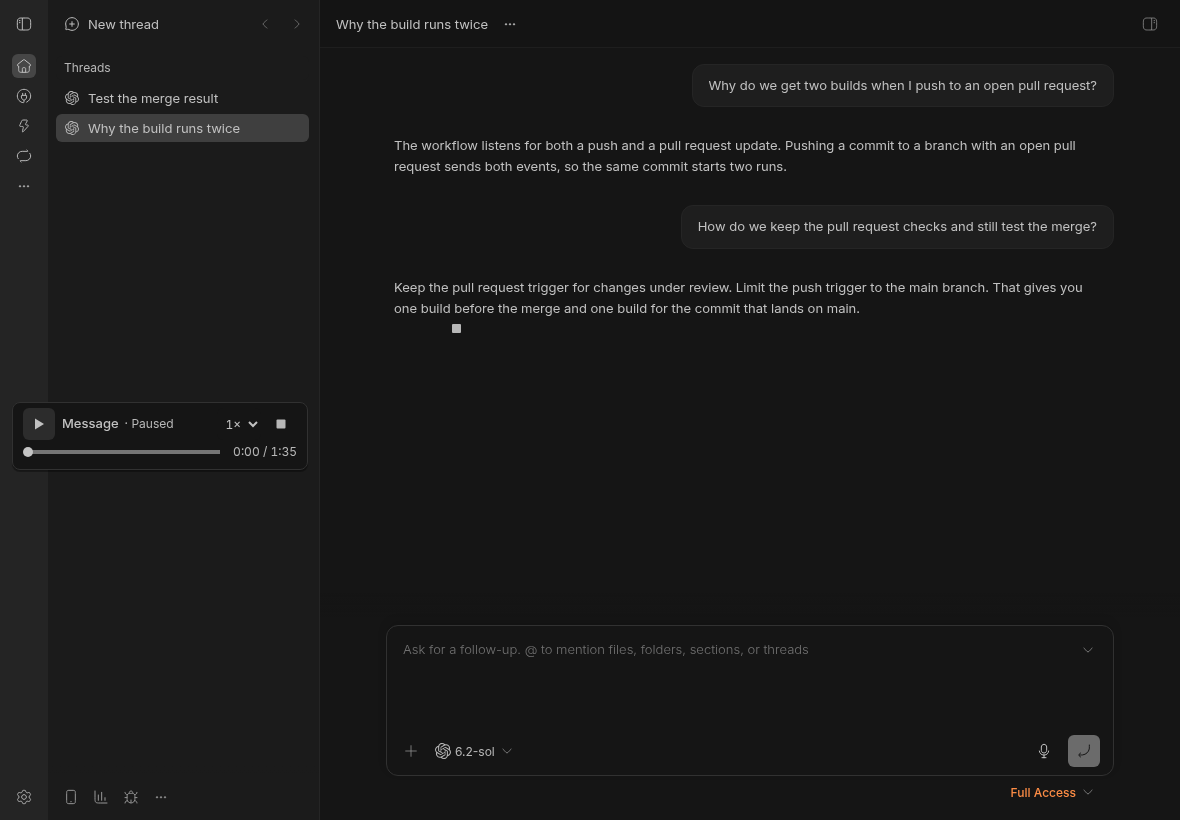 New thread
Threads
Test the merge result
Why the build runs twice
Message · Paused
1×
0:00 / 1:35
Why the build runs twice
Why do we get two builds when I push to an open pull request?
The workflow listens for both a push and a pull request update. Pushing a commit to a branch with an open pull
request sends both events, so the same commit starts two runs.
How do we keep the pull request checks and still test the merge?
Keep the pull request trigger for changes under review. Limit the push trigger to the main branch. That gives you
one build before the merge and one build for the commit that lands on main.
Ask for a follow-up. @ to mention files, folders, sections, or threads
6.2-sol
Full Access